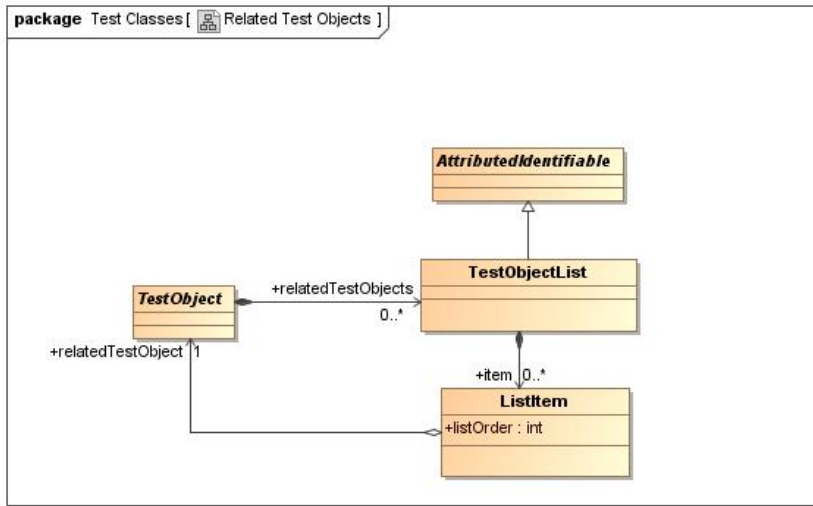 package Test Classes [ Related Test Objects ]
AttributedIdentifiable
TestObjectList
TestObject
+relatedTestObjects
0..*
+relatedTestObject 1
+item 0..*
ListItem
+listOrder : int